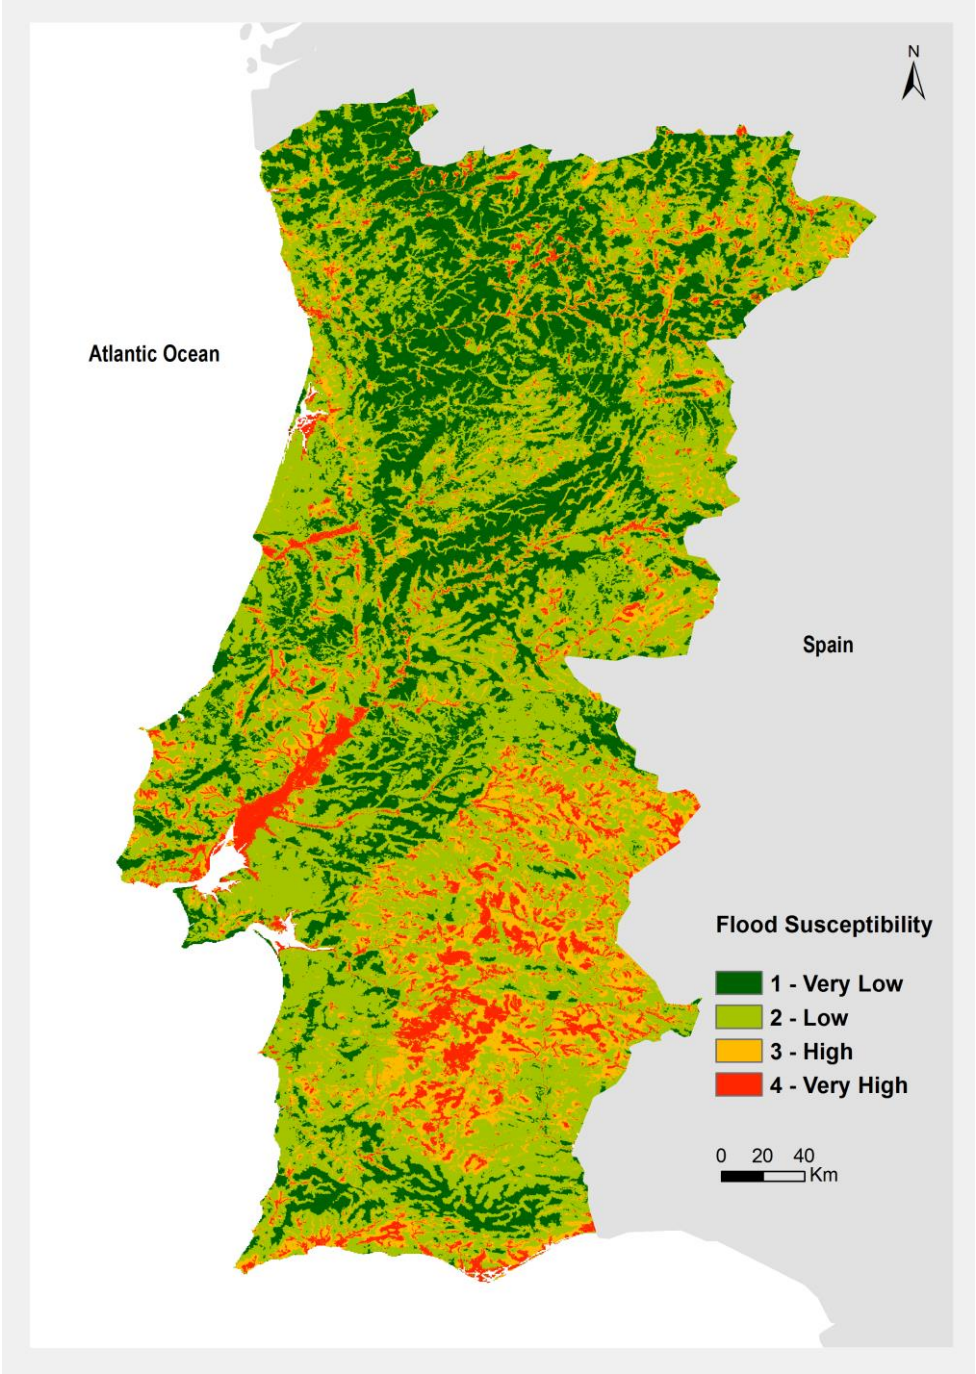 N
Atlantic Ocean
Spain
Flood Susceptibility
1 - Very Low
2 - Low
3 - High
4 - Very High
0 20 40
Km